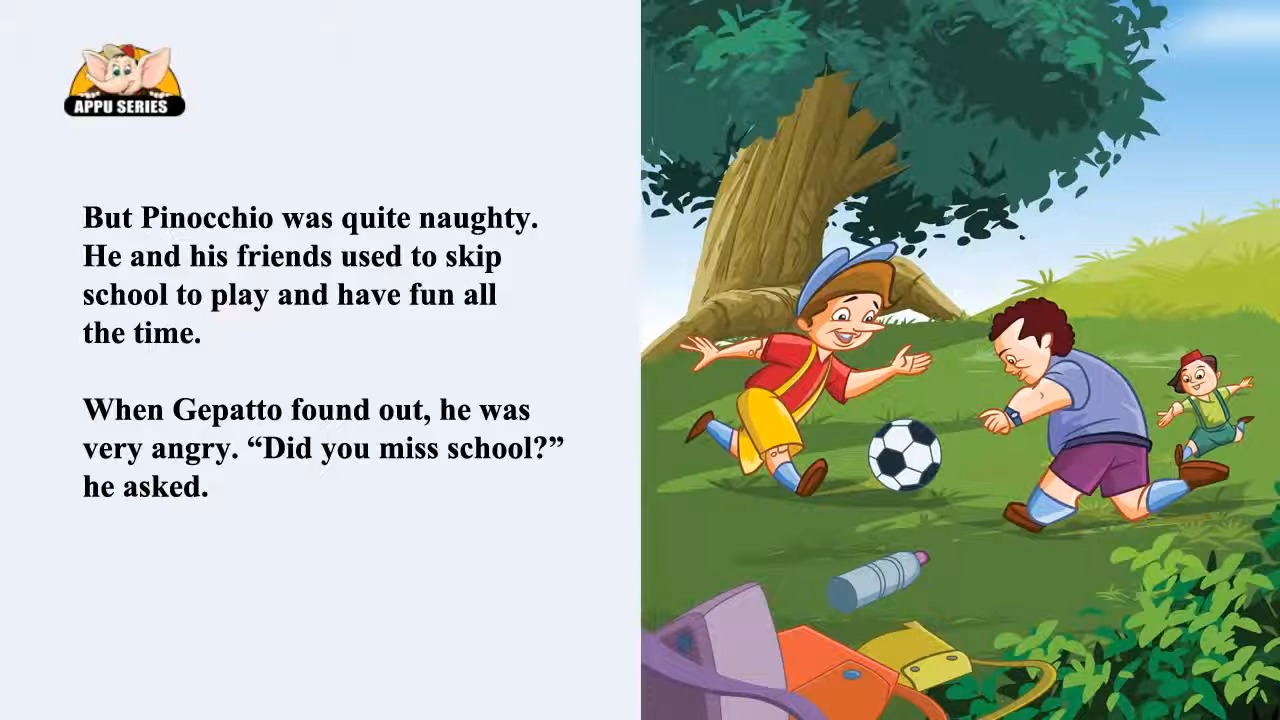 APPU SERIES
But Pinocchio was quite naughty.
He and his friends used to skip
school to play and have fun all
the time.
When Gepatto found out, he was
very angry. “Did you miss school?”
he asked.